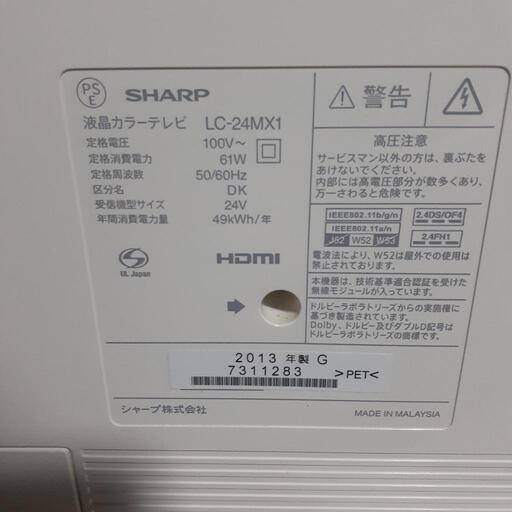 PS
E
SHARP
液晶カラーテレビ LC-24MX1
定格電圧 100V～
定格消費電力 61W
定格周波数 50/60Hz
区分名 DK
受信機型サイズ 24V
年間消費電力量 49kWh/年
UL Japan
HDMI
警告
高圧注意
サービスマン以外の方は、裏ぶたを
あけないでください。
内部には高電圧部分が数多くあり、
万一さわると危険です。
IEEE802.11b/g/n
2.4DS/OF4
IEEE802.11a/n
J52 W52 W53
2.4FH1
電波法により、W52は屋外での使用は
禁止されています。
本機器は、技術基準適合認証を受けた
無線モジュールが入っています。
ドルビーラボラトリーズからの実施権に
基づき製造されています。
Dolby、ドルビー及びダブルD記号は
ドルビーラボラトリーズの商標です。
2013 年製 G
7311283
>PET<
シャープ株式会社
MADE IN MALAYSIA